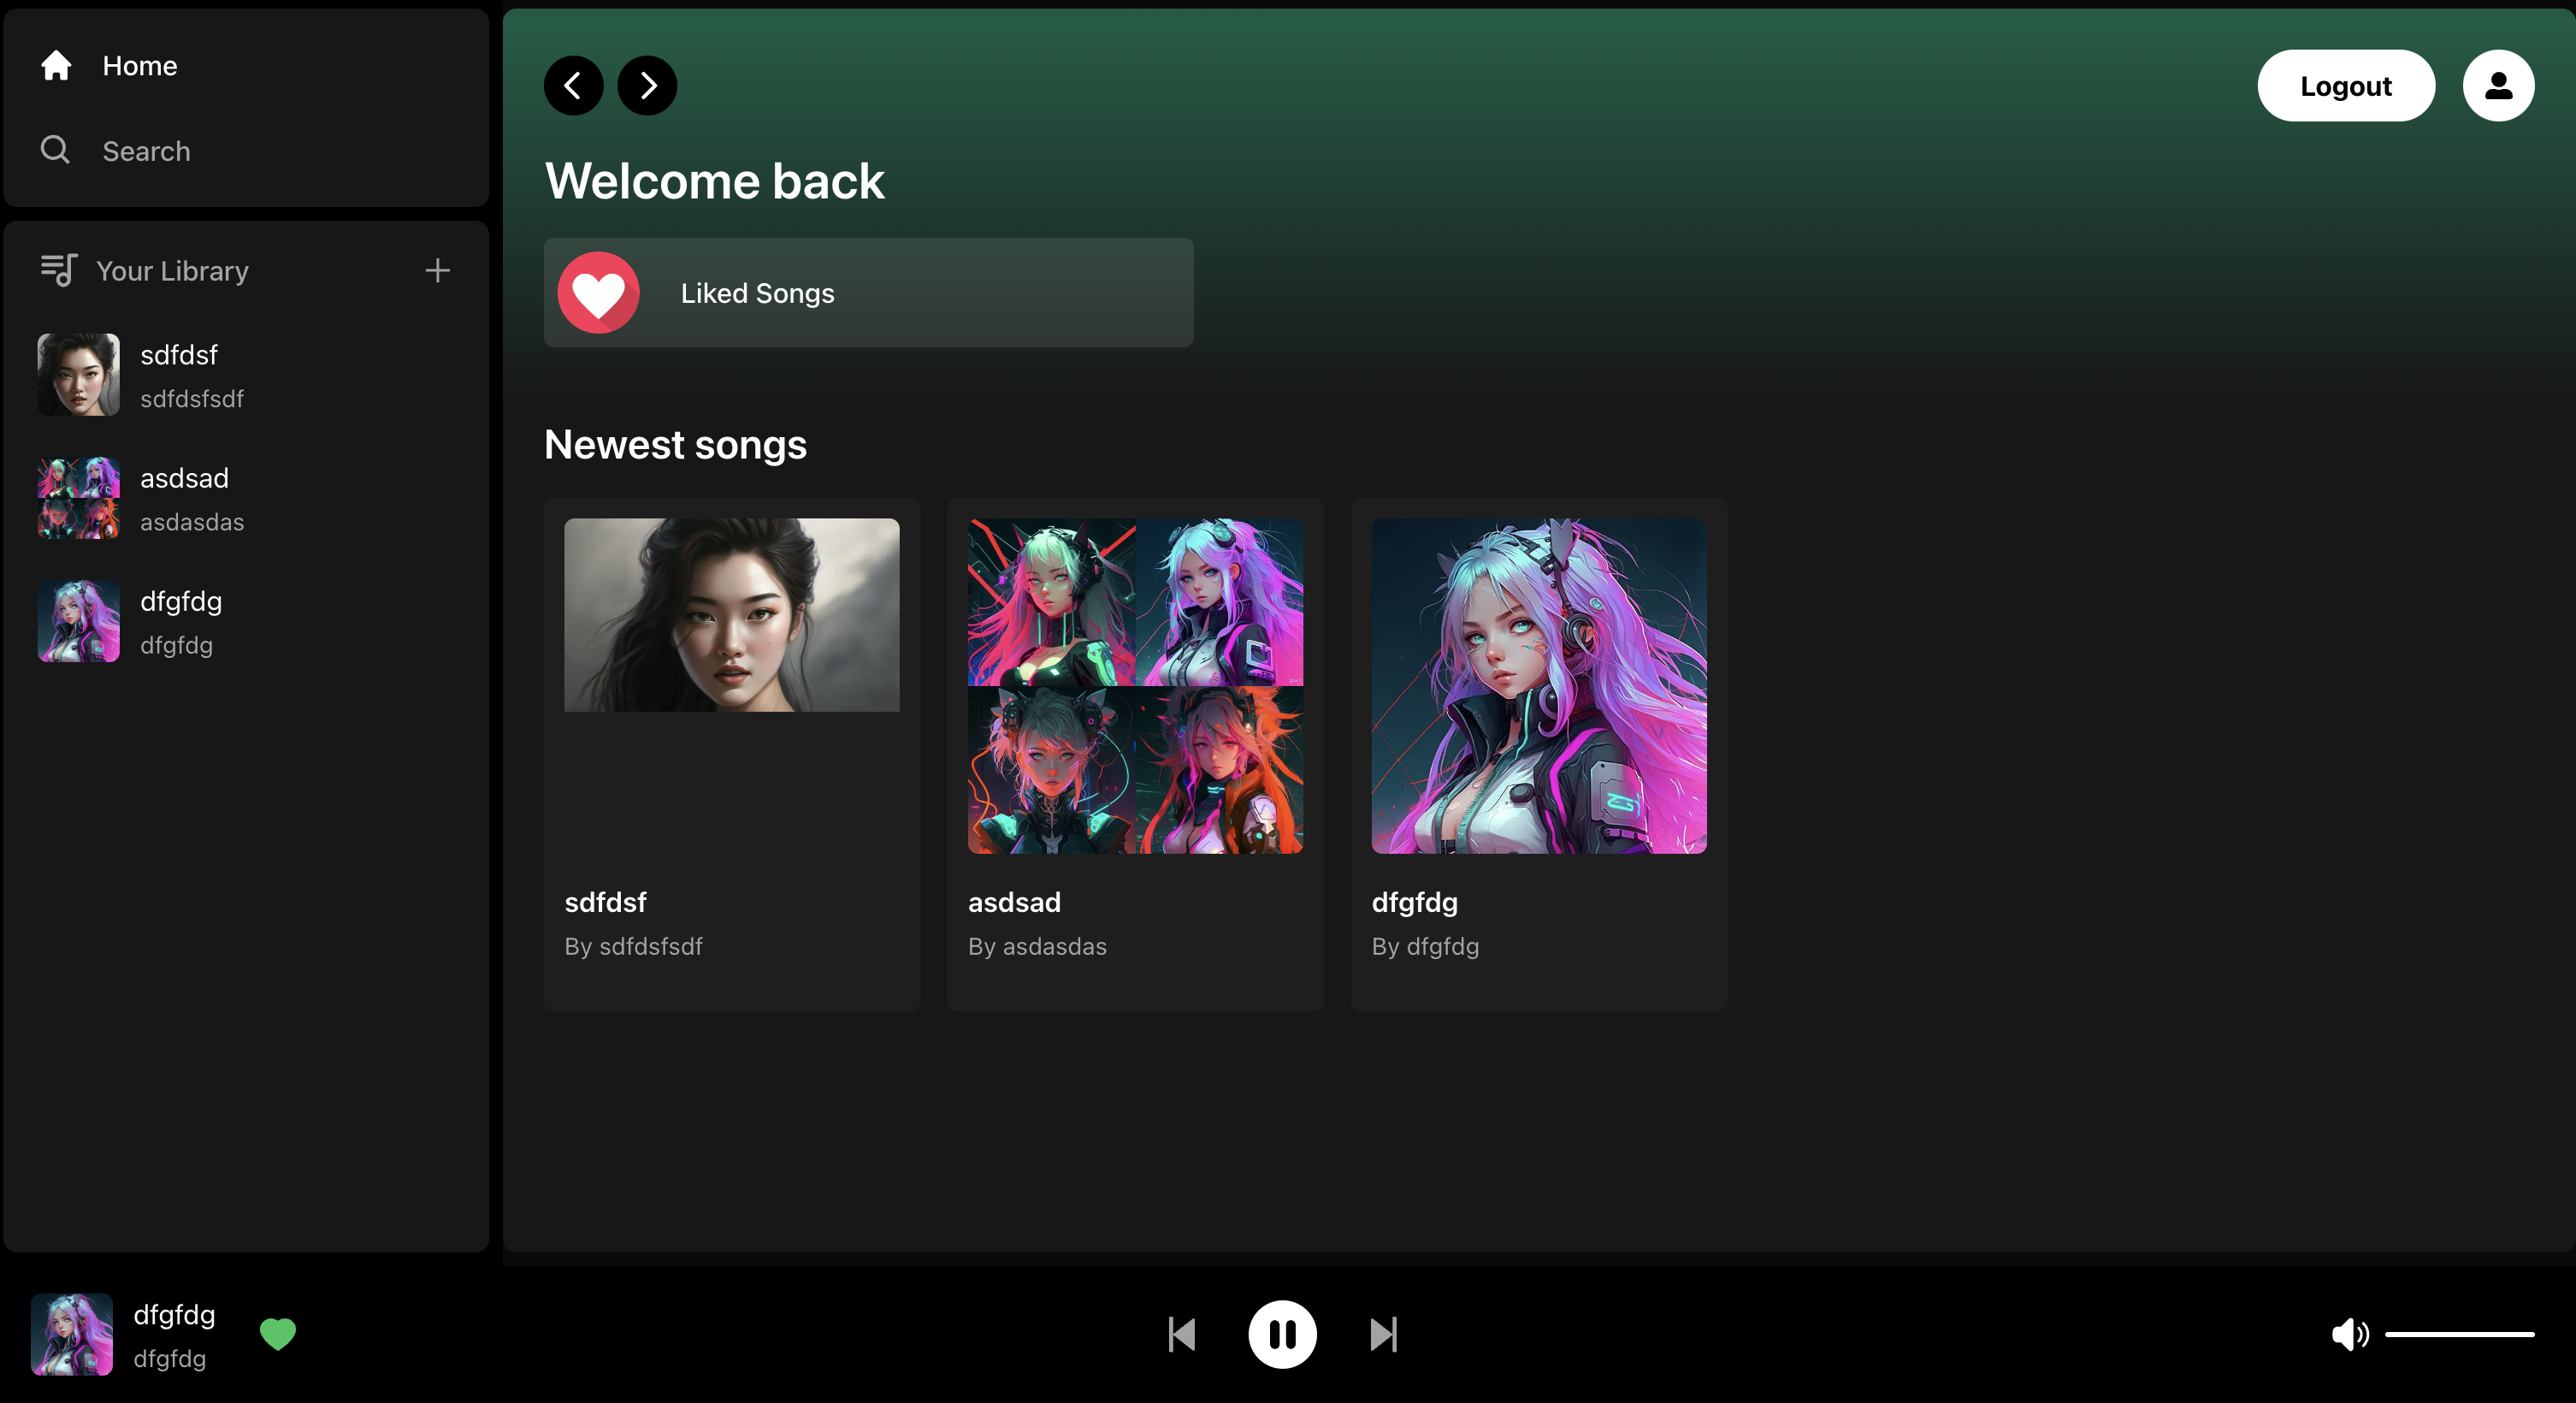 Home
Search
Your Library
sdfdsf
sdfdsfsdf
asdsad
asdasdas
dfgfdg
dfgfdg
Logout
Welcome back
Liked Songs
Newest songs
sdfdsf
By sdfdsfsdf
asdsad
By asdasdas
dfgfdg
By dfgfdg
dfgfdg
dfgfdg